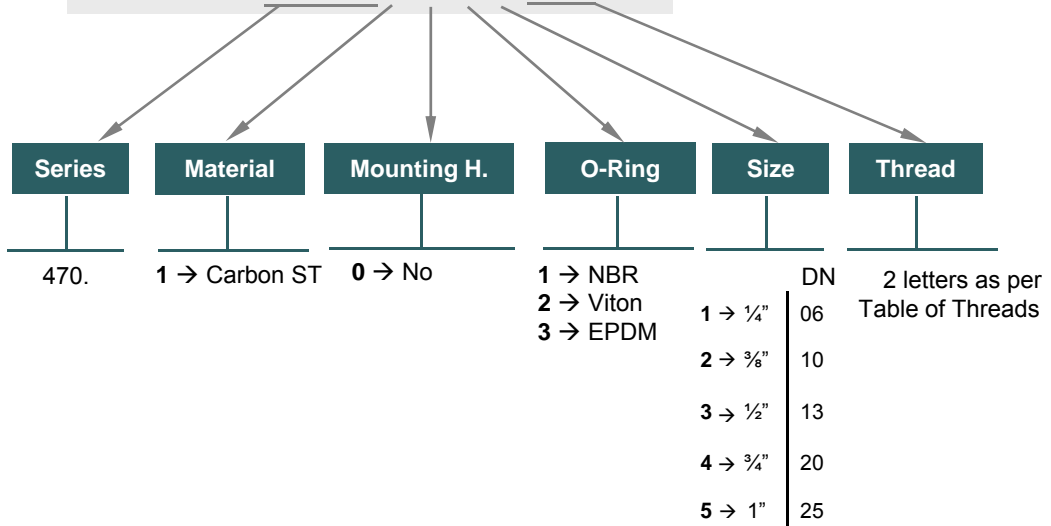 Series
Material
Mounting H.
O-Ring
Size
Thread
470.
1 → Carbon ST
0 → No
1 → NBR
2 → Viton
3 → EPDM
DN
1 → ¼” 06
2 → ⅜” 10
3 → ½” 13
4 → ¾” 20
5 → 1” 25
2 letters as per
Table of Threads